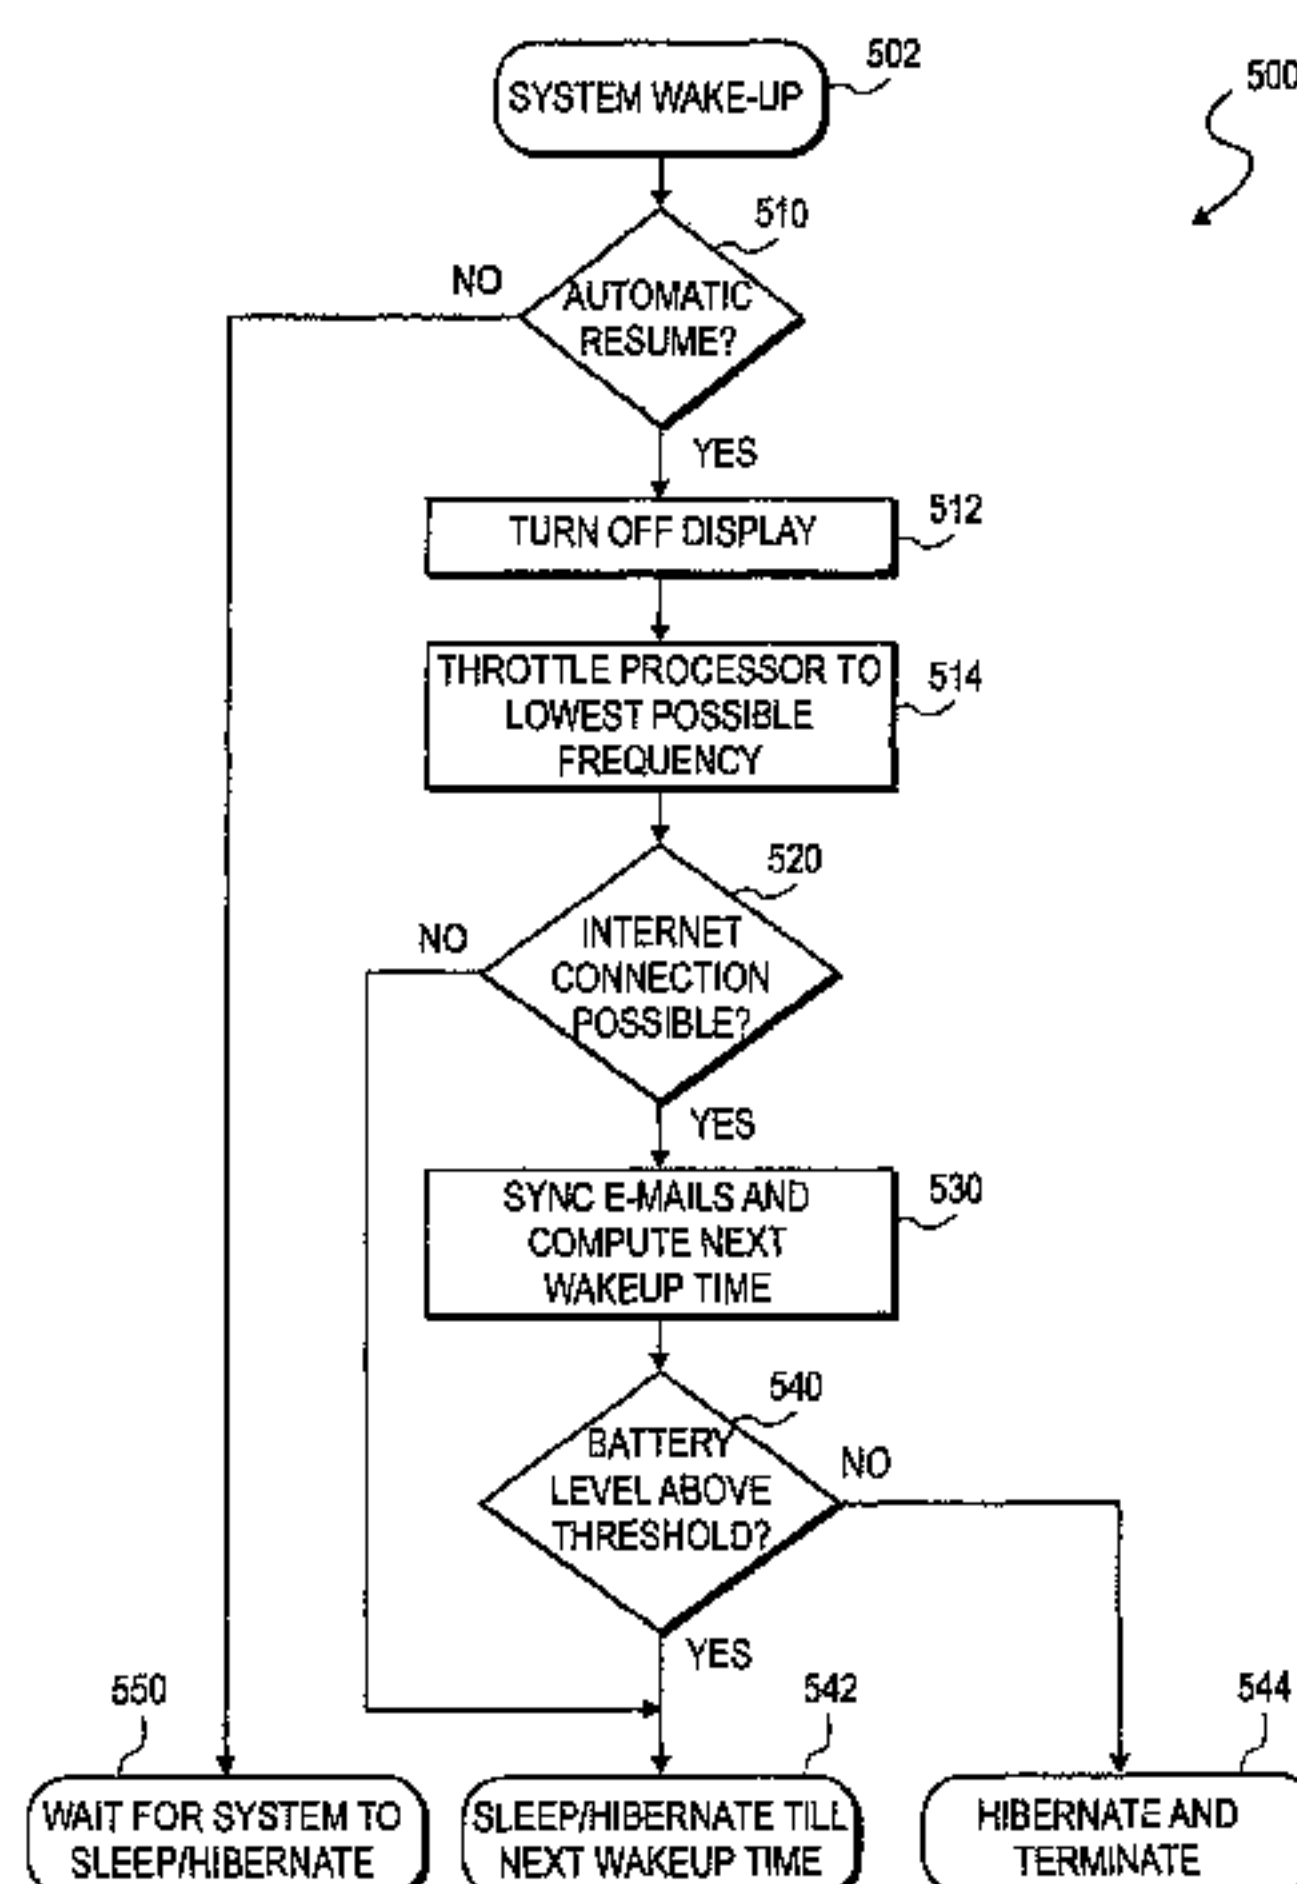 SYSTEM WAKE-UP
502
500
510
NO
AUTOMATIC
RESUME?
YES
TURN OFF DISPLAY
512
THROTTLE PROCESSOR TO
LOWEST POSSIBLE
FREQUENCY
514
520
NO
INTERNET
CONNECTION
POSSIBLE?
YES
SYNC E-MAILS AND
COMPUTE NEXT
WAKEUP TIME
530
540
BATTERY
LEVEL ABOVE
THRESHOLD?
NO
YES
550
WAIT FOR SYSTEM TO
SLEEP/HIBERNATE
542
SLEEP/HIBERNATE TILL
NEXT WAKEUP TIME
544
HIBERNATE AND
TERMINATE